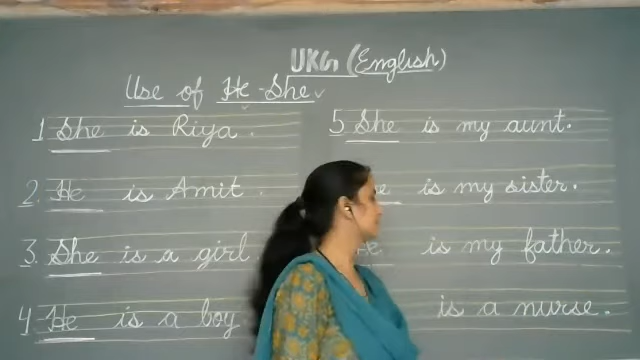 UKG (English)
Use of He - She
1 She is Riya.
2. He is Amit.
3. She is a girl.
4 He is a boy
5 She is my aunt.
is my sister.
He is my father.
is a nurse.